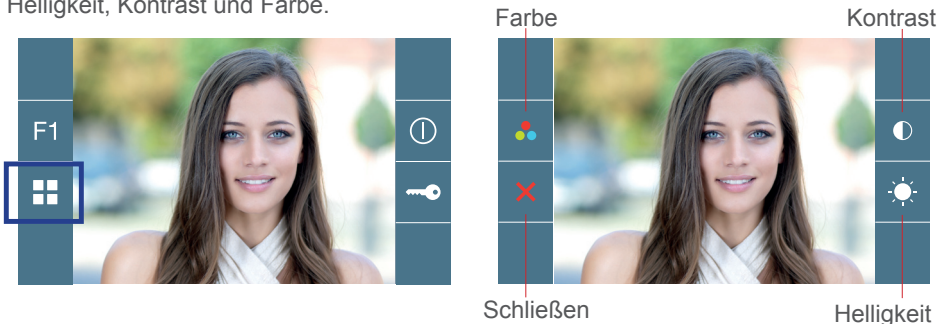 Helligkeit, Kontrast und Farbe.
Farbe
Kontrast
F1
Schließen
Helligkeit